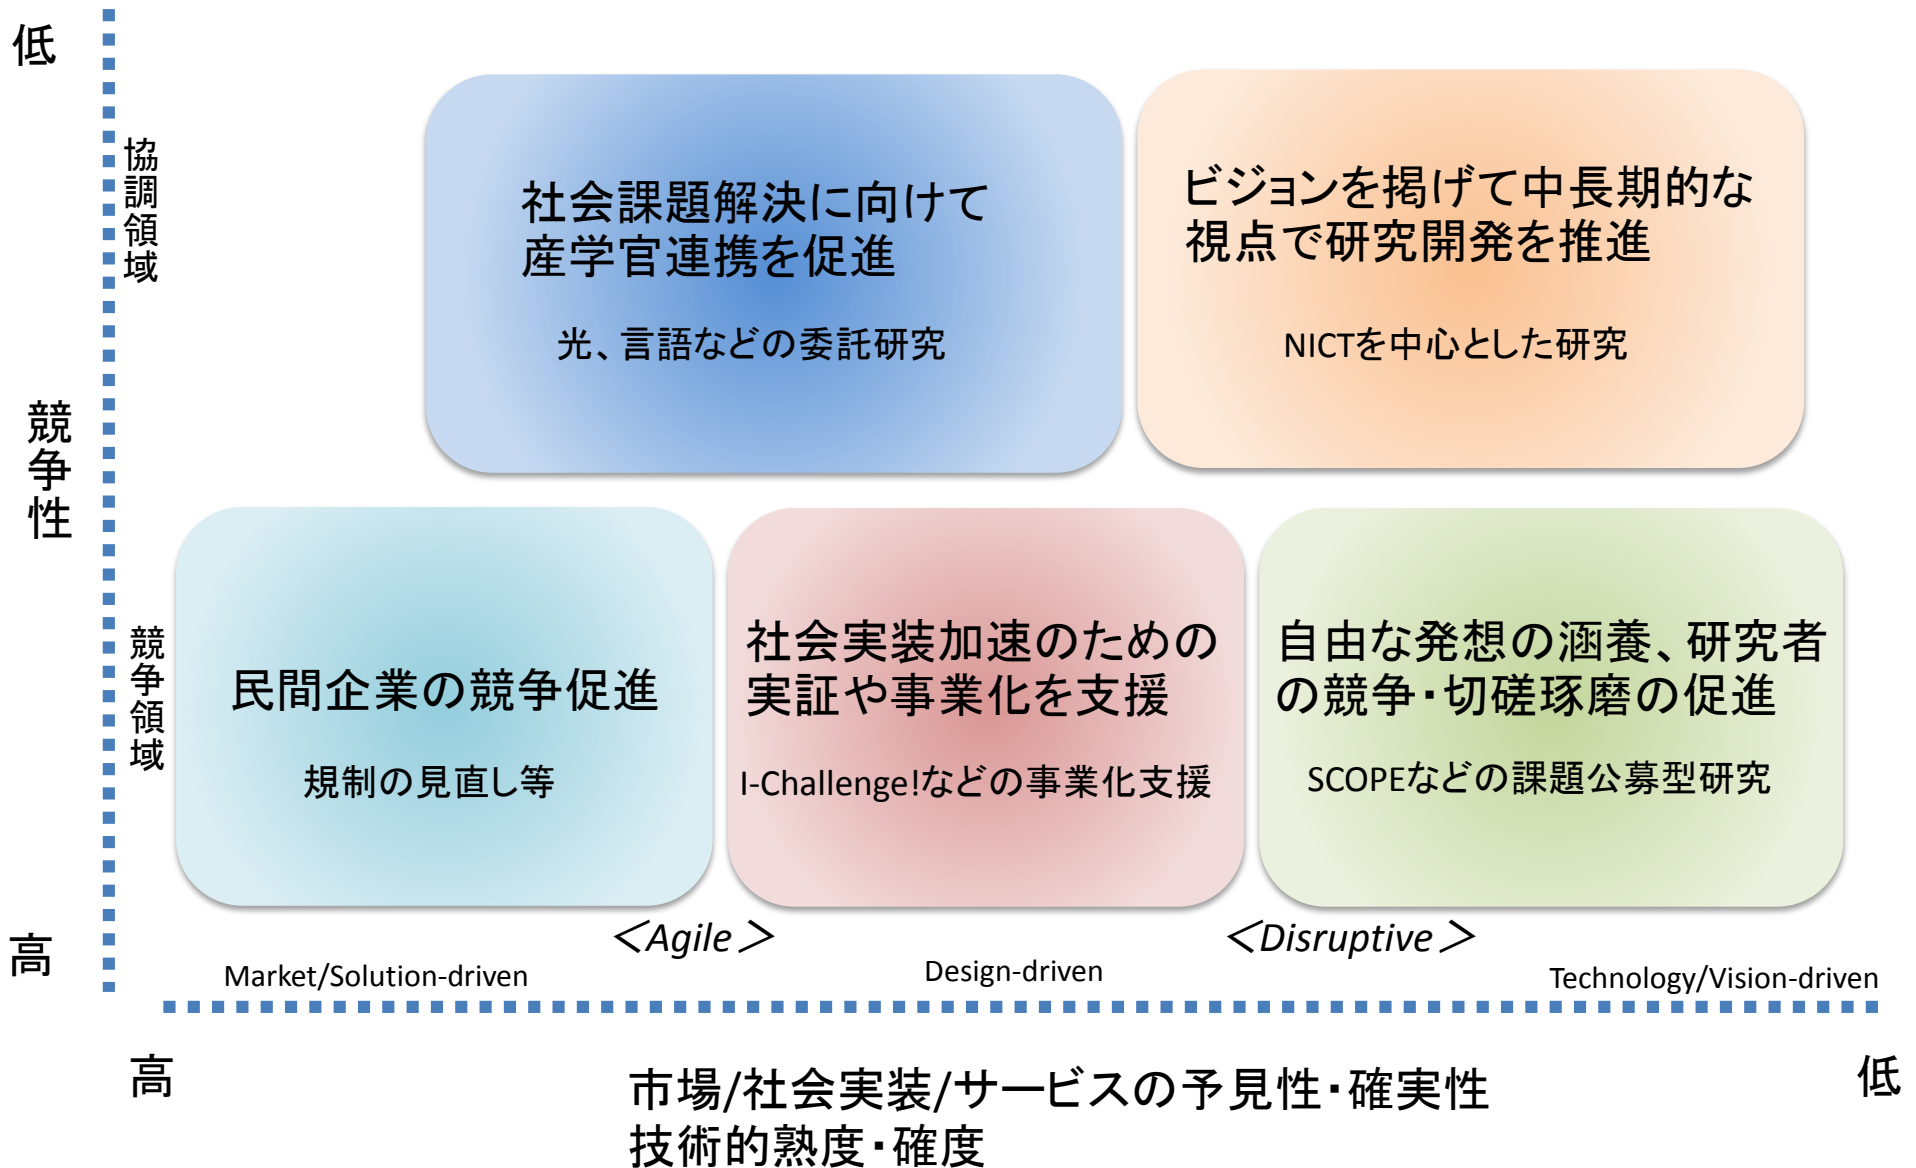 低
協調領域
競争性
競争領域
高
社会課題解決に向けて
産学官連携を促進
光、言語などの委託研究
ビジョンを掲げて中長期的な
視点で研究開発を推進
NICTを中心とした研究
民間企業の競争促進
規制の見直し等
社会実装加速のための
実証や事業化を支援
I-Challenge!などの事業化支援
自由な発想の涵養、研究者
の競争・切磋琢磨の促進
SCOPEなどの課題公募型研究
＜Agile＞
＜Disruptive＞
Market/Solution-driven
Design-driven
Technology/Vision-driven
高
市場/社会実装/サービスの予見性・確実性
技術的熟度・確度
低